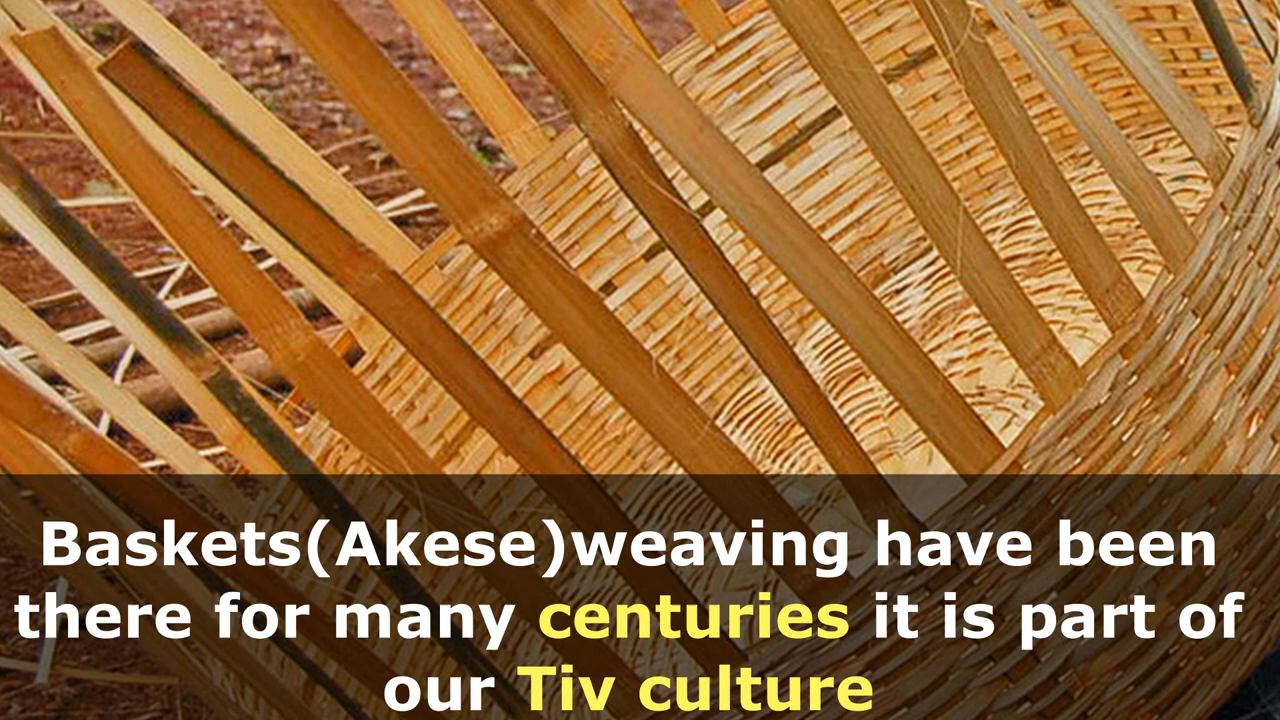 Baskets(Akese)weaving have been
there for many centuries it is part of
our Tiv culture